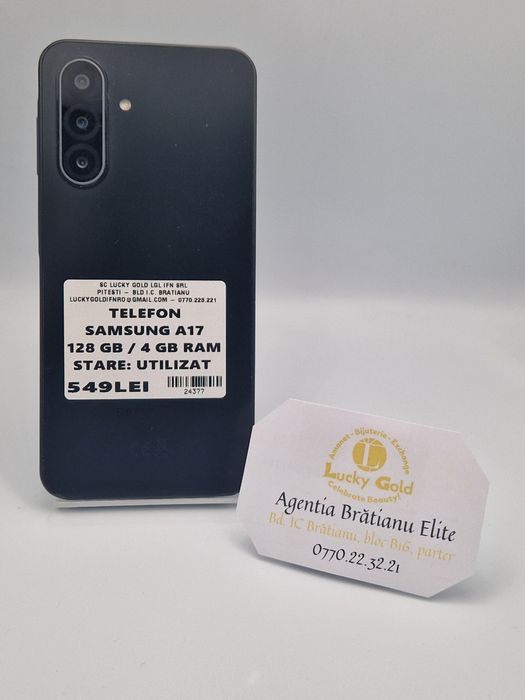 SC LUCKY GOLD LGL IFN SRL
PITESTI – BLD I.C. BRATIANU
LUCKYGOLDIFNRO@GMAIL.COM – 0770.223.221
TELEFON
SAMSUNG A17
128 GB / 4 GB RAM
STARE: UTILIZAT
549LEI
24377
Amanet - Bijuterie - Exchange
Lucky Gold
Celebrate Beauty!
Agentia Brătianu Elite
Bd. IC Brătianu, bloc B16, parter
0770.22.32.21